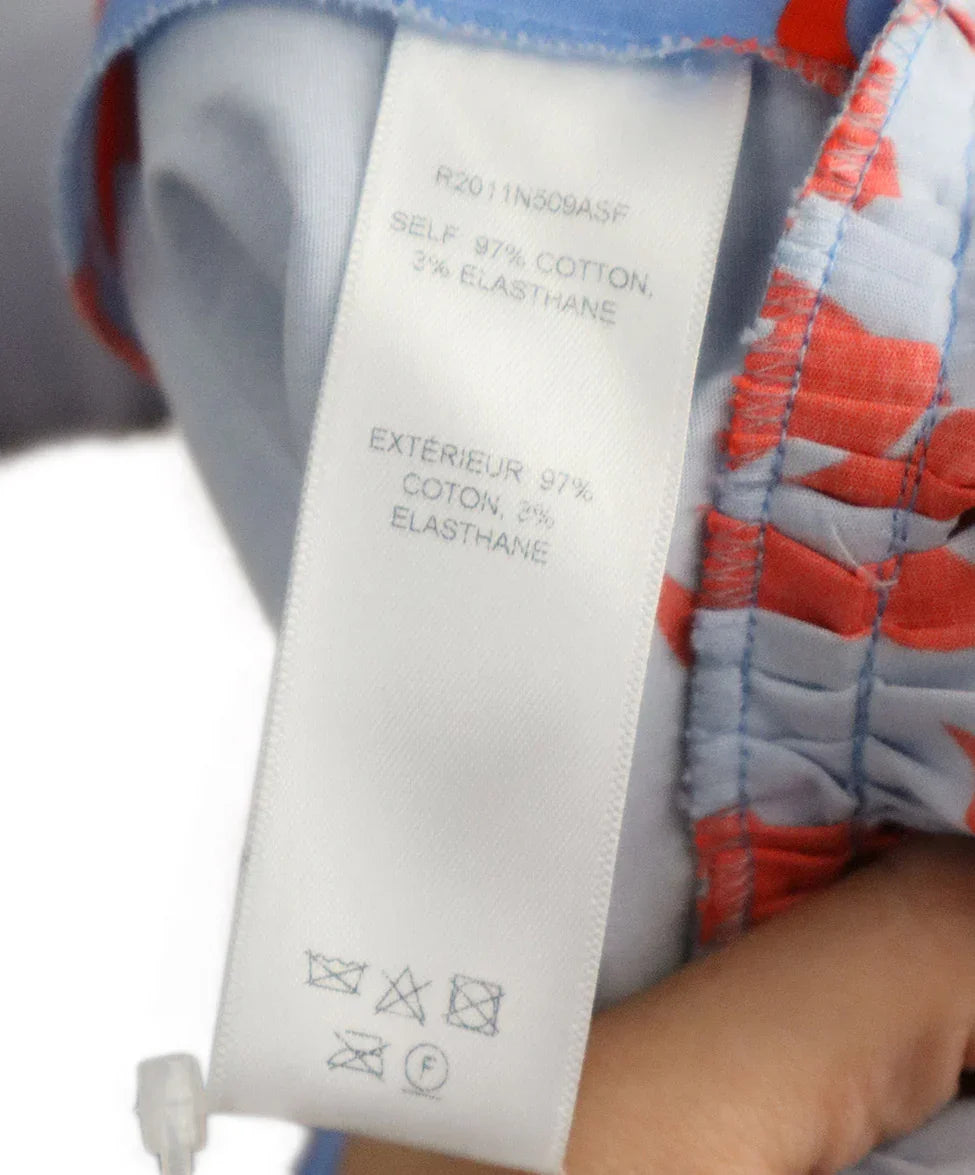 R2011N509ASF
SELF 97% COTTON,
3% ELASTHANE
EXTÉRIEUR 97%
COTON, 3%
ELASTHANE
F